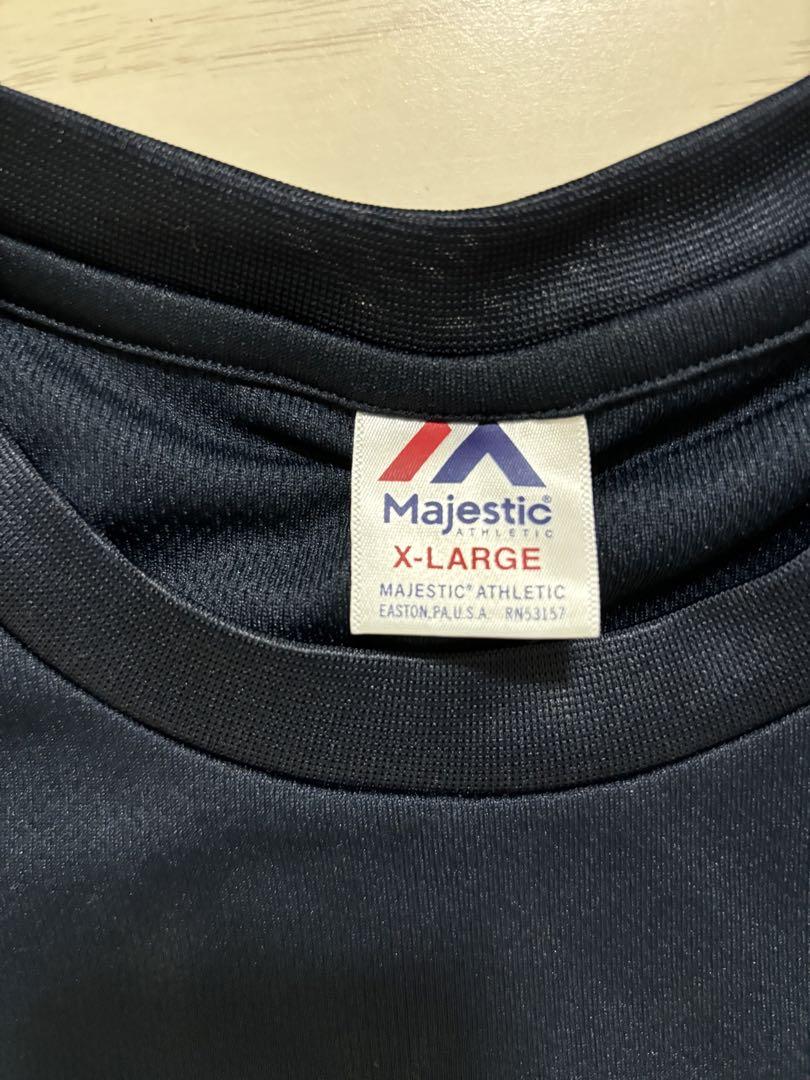 Majestic®
ATHLETIC
X-LARGE
MAJESTIC® ATHLETIC
EASTON, PA, U.S.A. RN53157